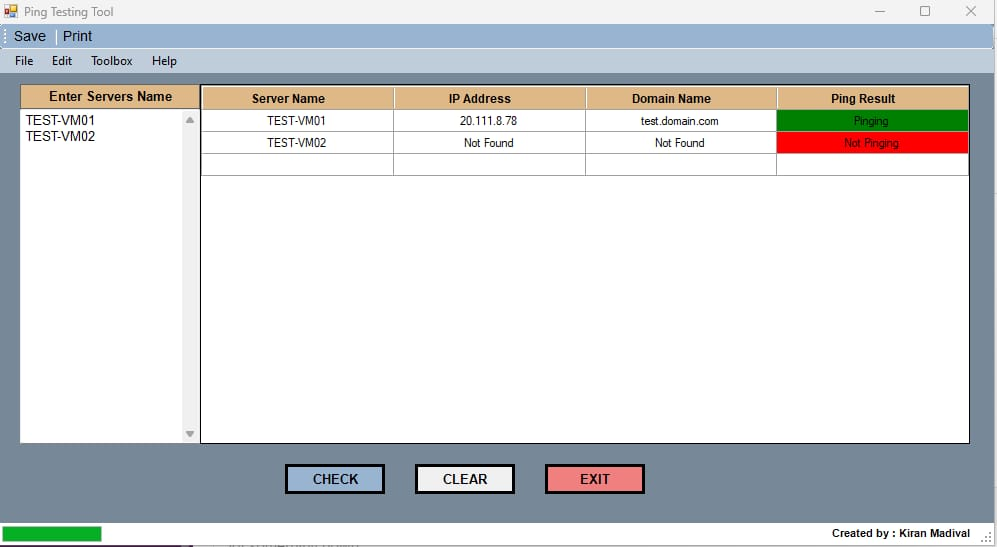 Ping Testing Tool
Save Print
File Edit Toolbox Help
Enter Servers Name
TEST-VM01
TEST-VM02
Server Name IP Address Domain Name Ping Result
TEST-VM01 20.111.8.78 test.domain.com Pinging
TEST-VM02 Not Found Not Found Not Pinging
CHECK CLEAR EXIT
Created by : Kiran Madival